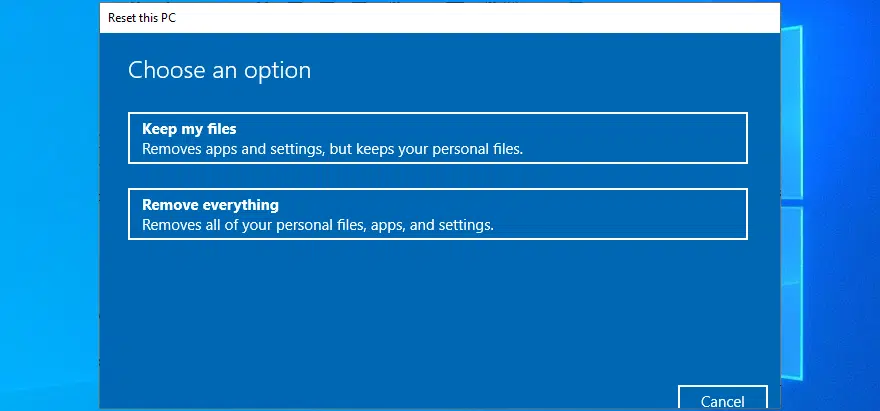 Reset this PC
Choose an option
Keep my files
Removes apps and settings, but keeps your personal files.
Remove everything
Removes all of your personal files, apps, and settings.
Cancel